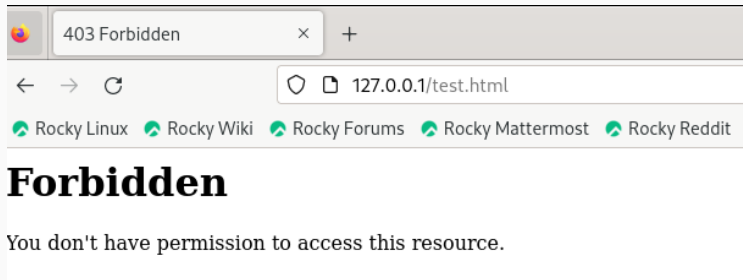 403 Forbidden
127.0.0.1/test.html
Rocky Linux Rocky Wiki Rocky Forums Rocky Mattermost Rocky Reddit
Forbidden
You don't have permission to access this resource.